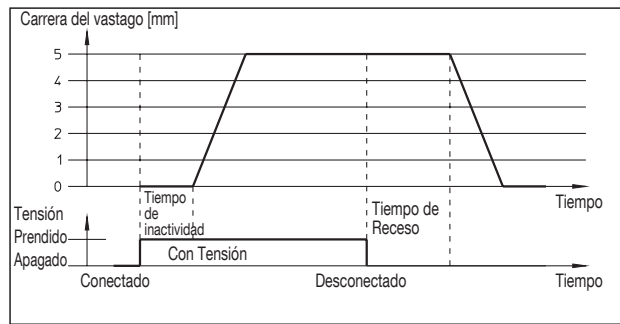 Carrera del vastago [mm]
5
4
3
2
1
0
Tiempo
Tiempo
de
inactividad
Tiempo de
Receso
Tensión
Prendido
Apagado
Con Tensión
Conectado
Desconectado
Tiempo